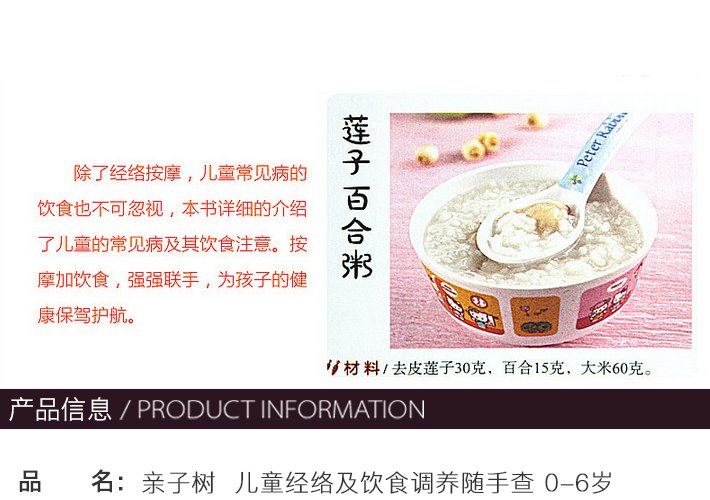 除了经络按摩，儿童常见病的
饮食也不可忽视，本书详细的介绍
了儿童的常见病及其饮食注意。按
摩加饮食，强强联手，为孩子的健
康保驾护航。
莲子百合粥
Peter Rabbit
材料/去皮莲子30克，百合15克，大米60克。
产品信息 / PRODUCT INFORMATION
品 名：亲子树 儿童经络及饮食调养随手查 0-6岁